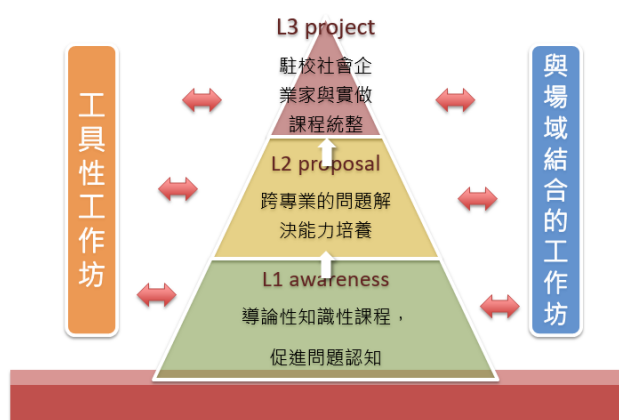 L3 project
駐校社會企
業家與實做
課程統整
L2 proposal
跨專業的問題解
決能力培養
L1 awareness
導論性知識性課程，
促進問題認知
工具性工作坊
與場域結合的工作坊